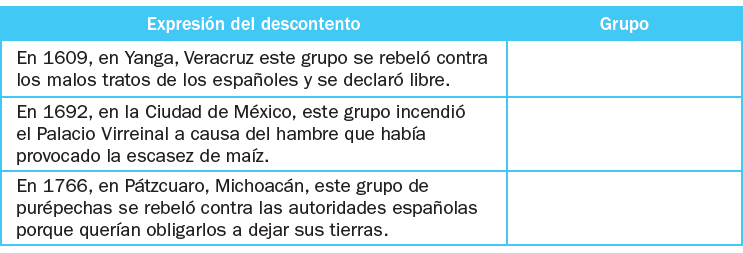 Expresión del descontento Grupo
En 1609, en Yanga, Veracruz este grupo se rebeló contra
los malos tratos de los españoles y se declaró libre.
En 1692, en la Ciudad de México, este grupo incendió
el Palacio Virreinal a causa del hambre que había
provocado la escasez de maíz.
En 1766, en Pátzcuaro, Michoacán, este grupo de
purépechas se rebeló contra las autoridades españolas
porque querían obligarlos a dejar sus tierras.